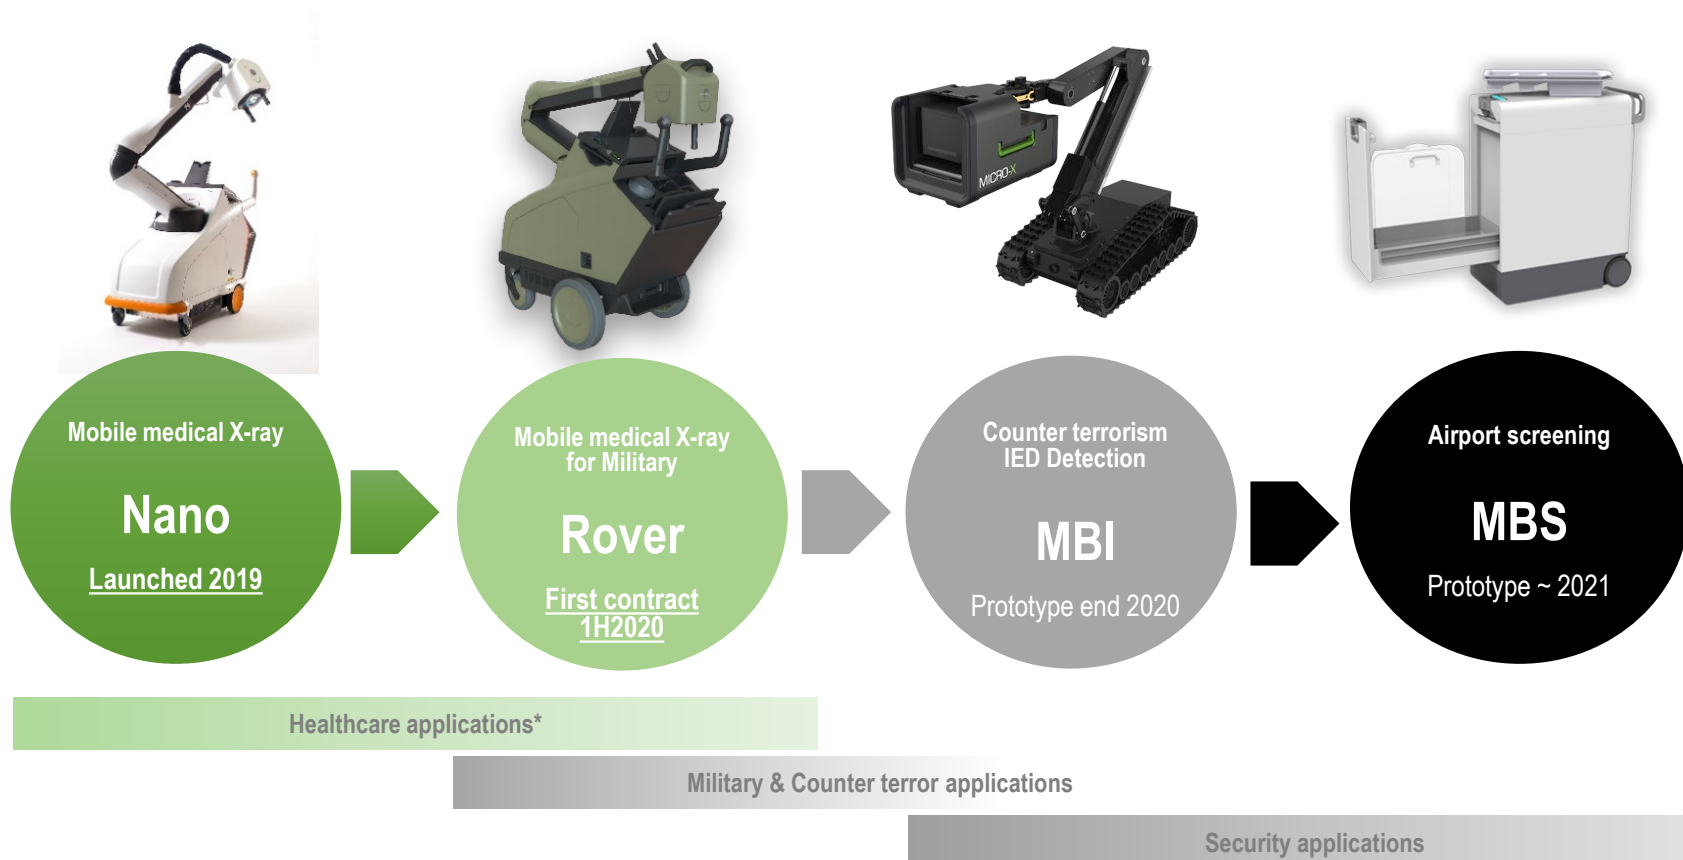 MICRO-X
Mobile medical X-ray
Nano
Launched 2019
Mobile medical X-ray
for Military
Rover
First contract
1H2020
Counter terrorism
IED Detection
MBI
Prototype end 2020
Airport screening
MBS
Prototype ~ 2021
Healthcare applications*
Military & Counter terror applications
Security applications